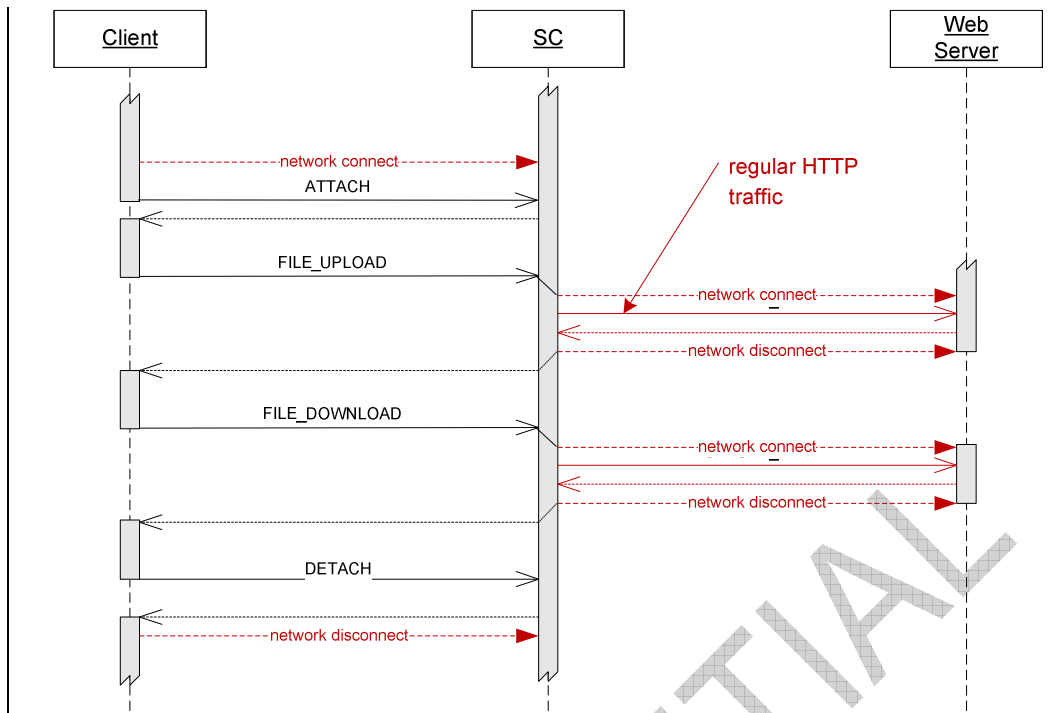 Client
SC
Web
Server
network connect
regular HTTP
traffic
ATTACH
FILE_UPLOAD
network connect
network disconnect
FILE_DOWNLOAD
network connect
network disconnect
DETACH
network disconnect